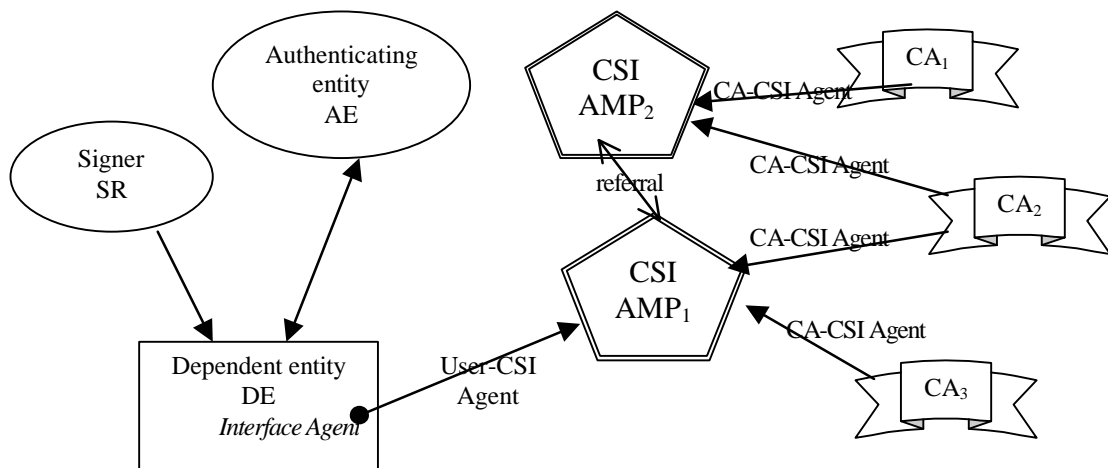 Authenticating
entity
AE
Signer
SR
CSI
AMP₂
CA-CSI Agent
CA₁
CA-CSI Agent
referral
CA₂
CA-CSI Agent
CSI
AMP₁
CA-CSI Agent
Dependent entity
DE
Interface Agent
User-CSI
Agent
CA₃